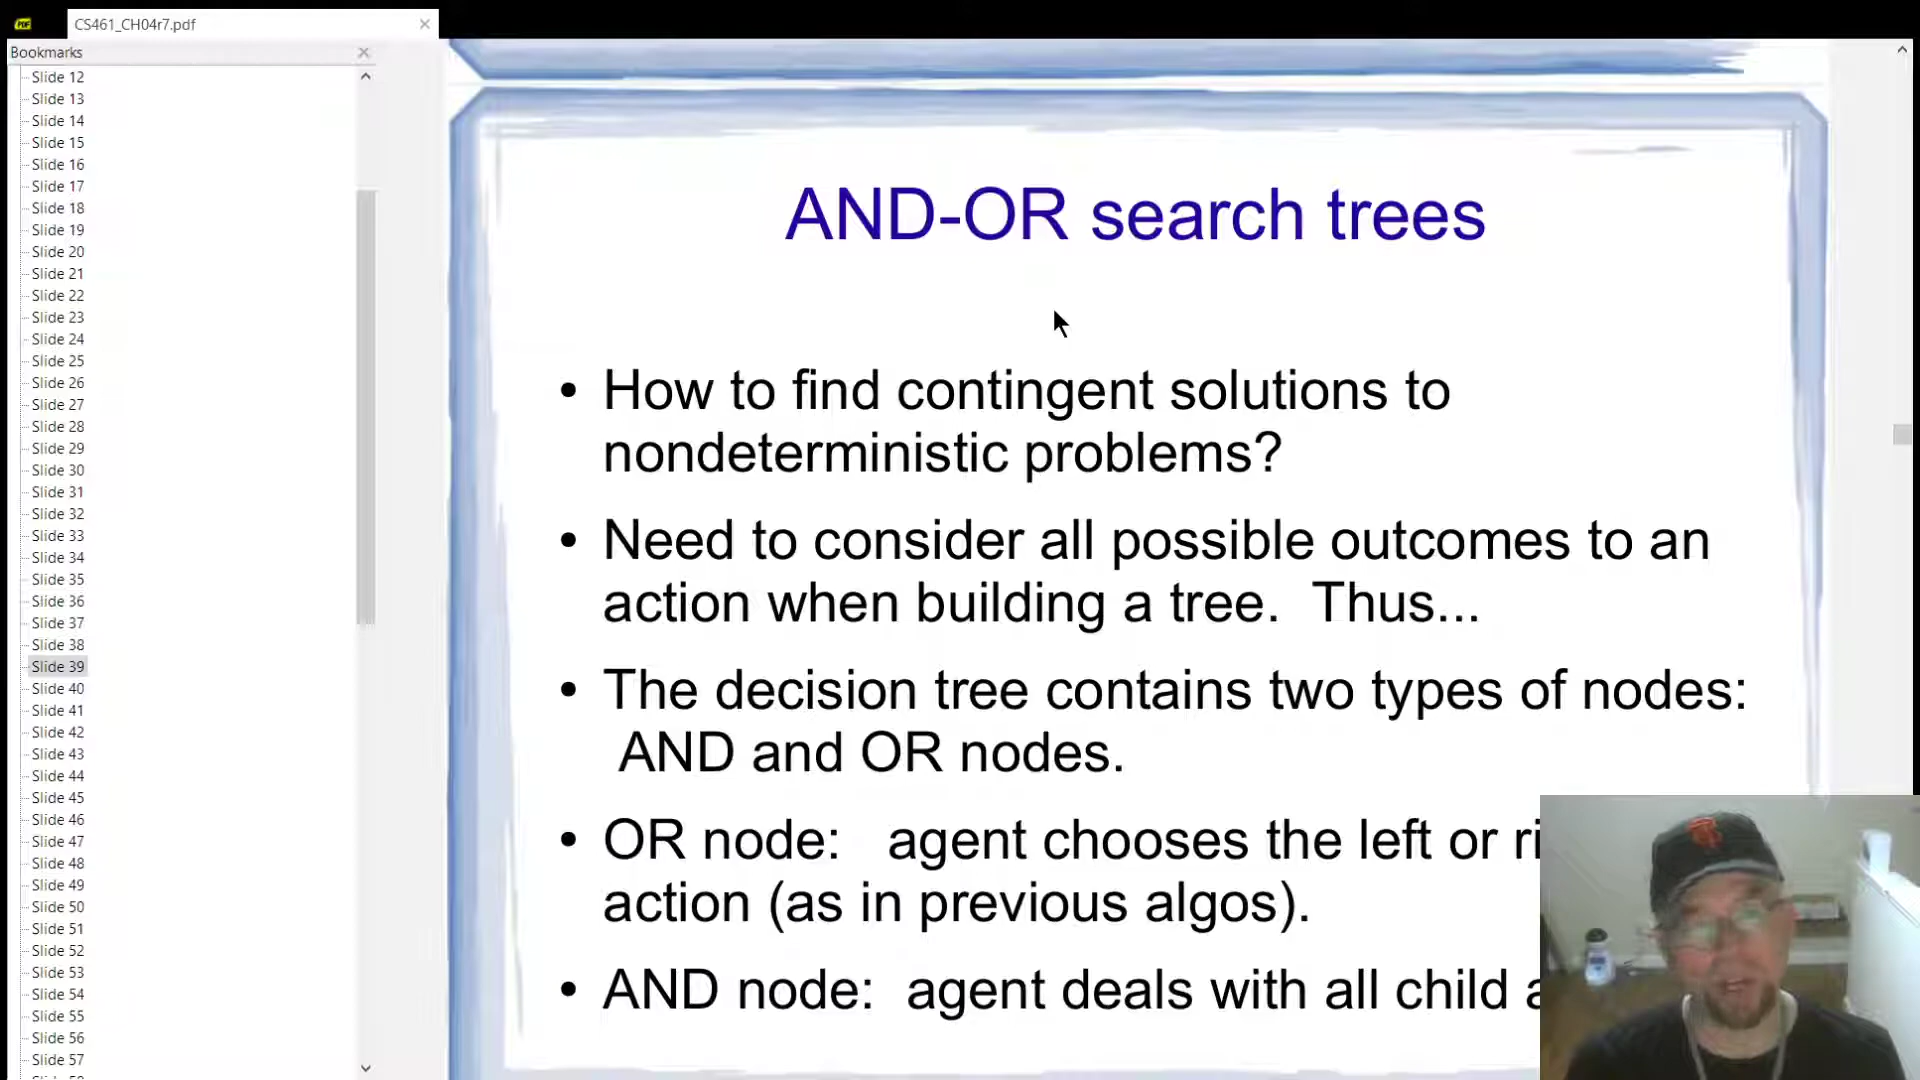 CS461_CH04r7.pdf
Bookmarks
Slide 12
Slide 13
Slide 14
Slide 15
Slide 16
Slide 17
Slide 18
Slide 19
Slide 20
Slide 21
Slide 22
Slide 23
Slide 24
Slide 25
Slide 26
Slide 27
Slide 28
Slide 29
Slide 30
Slide 31
Slide 32
Slide 33
Slide 34
Slide 35
Slide 36
Slide 37
Slide 38
Slide 39
Slide 40
Slide 41
Slide 42
Slide 43
Slide 44
Slide 45
Slide 46
Slide 47
Slide 48
Slide 49
Slide 50
Slide 51
Slide 52
Slide 53
Slide 54
Slide 55
Slide 56
Slide 57
AND-OR search trees
• How to find contingent solutions to
nondeterministic problems?
• Need to consider all possible outcomes to an
action when building a tree. Thus...
• The decision tree contains two types of nodes:
AND and OR nodes.
• OR node: agent chooses the left or
action (as in previous algos).
• AND node: agent deals with all child